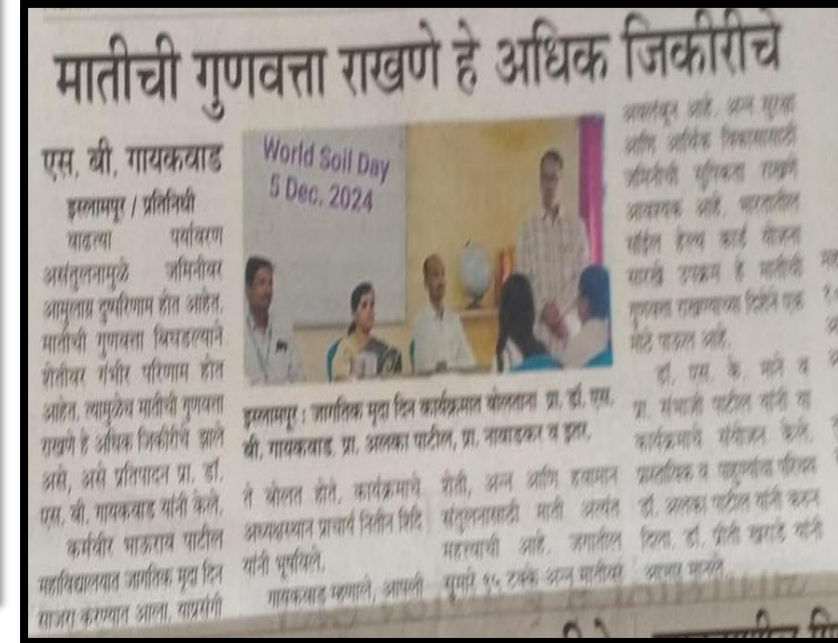 मातीची गुणवत्ता राखणे हे अधिक जिकीरीचे
एस. बी. गायकवाड
इस्लामपूर / प्रतिनिधी
वाढत्या पर्यावरण
असंतुलनामुळे जमिनीवर
आमुलाग्र दुष्परिणाम होत आहेत.
मातीची गुणवत्ता बिघडल्याने
शेतीवर गंभीर परिणाम होत
आहेत. त्यामुळेच मातीची गुणवत्ता
राखणे हे अधिक जिकीरीचे झाले
असे, असे प्रतिपादन प्रा. डॉ.
एस. बी. गायकवाड यांनी केले.
कर्मवीर भाऊराव पाटील
महाविद्यालयात जागतिक मृदा दिन
साजरा करण्यात आला, याप्रसंगी
World Soil Day
5 Dec. 2024
इस्लामपूर : जागतिक मृदा दिन कार्यक्रमात बोलताना प्रा. डॉ. एस.
बी. गायकवाड, प्रा. अलका पाटील, प्रा. नावाडकर व इतर.
ते बोलत होते. कार्यक्रमाचे
अध्यक्षस्थान प्राचार्य नितीन शिंदे
यांनी भूषविले.
गायकवाड म्हणाले, आपली
शेती, अन्न आणि हवामान
संतुलनासाठी माती अत्यंत
महत्त्वाची आहे. जगातील
सुमारे ९५ टक्के अन्न मातीवर
अवलंबून आहे. अन्न सुरक्षा
आणि आर्थिक विकासासाठी
जमिनीची सुपिकता राखणे
आवश्यक आहे. भारतातील
सॉईल हेल्थ कार्ड योजना
सारखे उपक्रम हे मातीची
गुणवत्ता राखण्याच्या दिशेने एक
मोठे पाऊल आहे.
डॉ. एस. के. माने व
प्रा. संभाजी पाटील यांनी या
कार्यक्रमाचे संयोजन केले.
प्रास्ताविक व पाहुण्यांचा परिचय
डॉ. अलका पाटील यांनी करून
दिला. डॉ. प्रीती खराडे यांनी
आभार मानले.